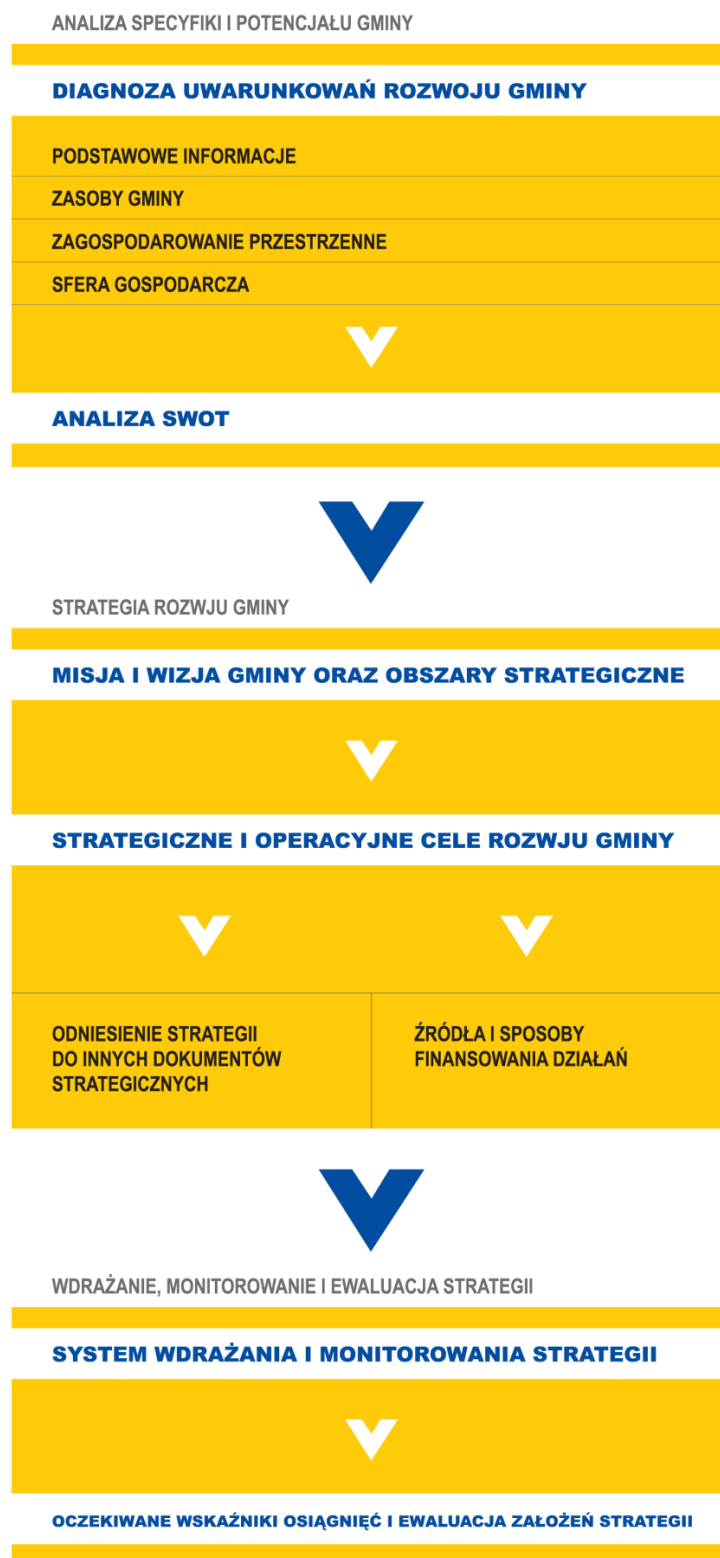 ANALIZA SPECYFIKI I POTENCJAŁU GMINY
DIAGNOZA UWARUNKOWAŃ ROZWOJU GMINY
PODSTAWOWE INFORMACJE
ZASOBY GMINY
ZAGOSPODAROWANIE PRZESTRZENNE
SFERA GOSPODARCZA
ANALIZA SWOT
STRATEGIA ROZWJU GMINY
MISJA I WIZJA GMINY ORAZ OBSZARY STRATEGICZNE
STRATEGICZNE I OPERACYJNE CELE ROZWJU GMINY
ODNIESIENIE STRATEGII
DO INNYCH DOKUMENTÓW
STRATEGICZNYCH
ŹRÓDŁA I SPOSOBY
FINANSOWANIA DZIAŁAŃ
WDRAŻANIE, MONITOROWANIE I EWALUACJA STRATEGII
SYSTEM WDRAŻANIA I MONITOROWANIA STRATEGII
OCZEKIWANE WSKAŹNIKI OSIĄGNIĘĆ I EWALUACJA ZAŁOŻEŃ STRATEGII